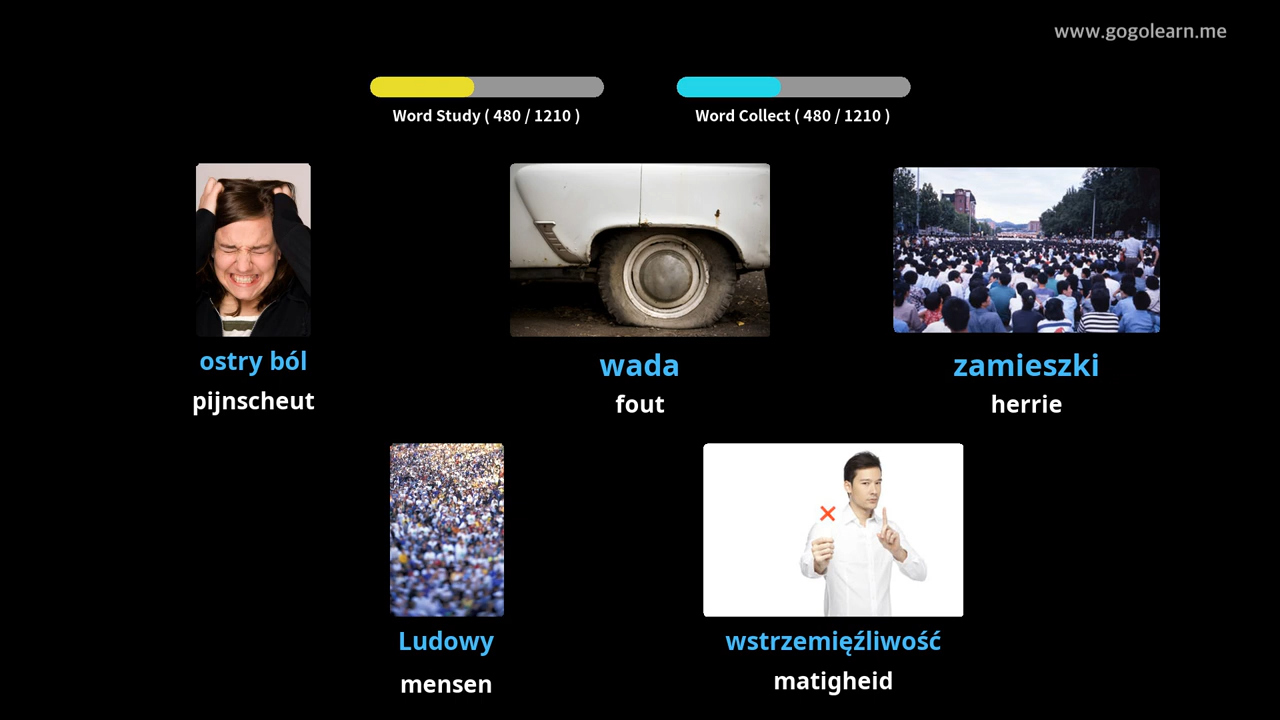 www.gogolearn.me
Word Study ( 480 / 1210 )
Word Collect ( 480 / 1210 )
ostry ból
pijnscheut
wada
fout
zamieszki
herrie
Ludowy
mensen
wstrzemięźliwość
matigheid